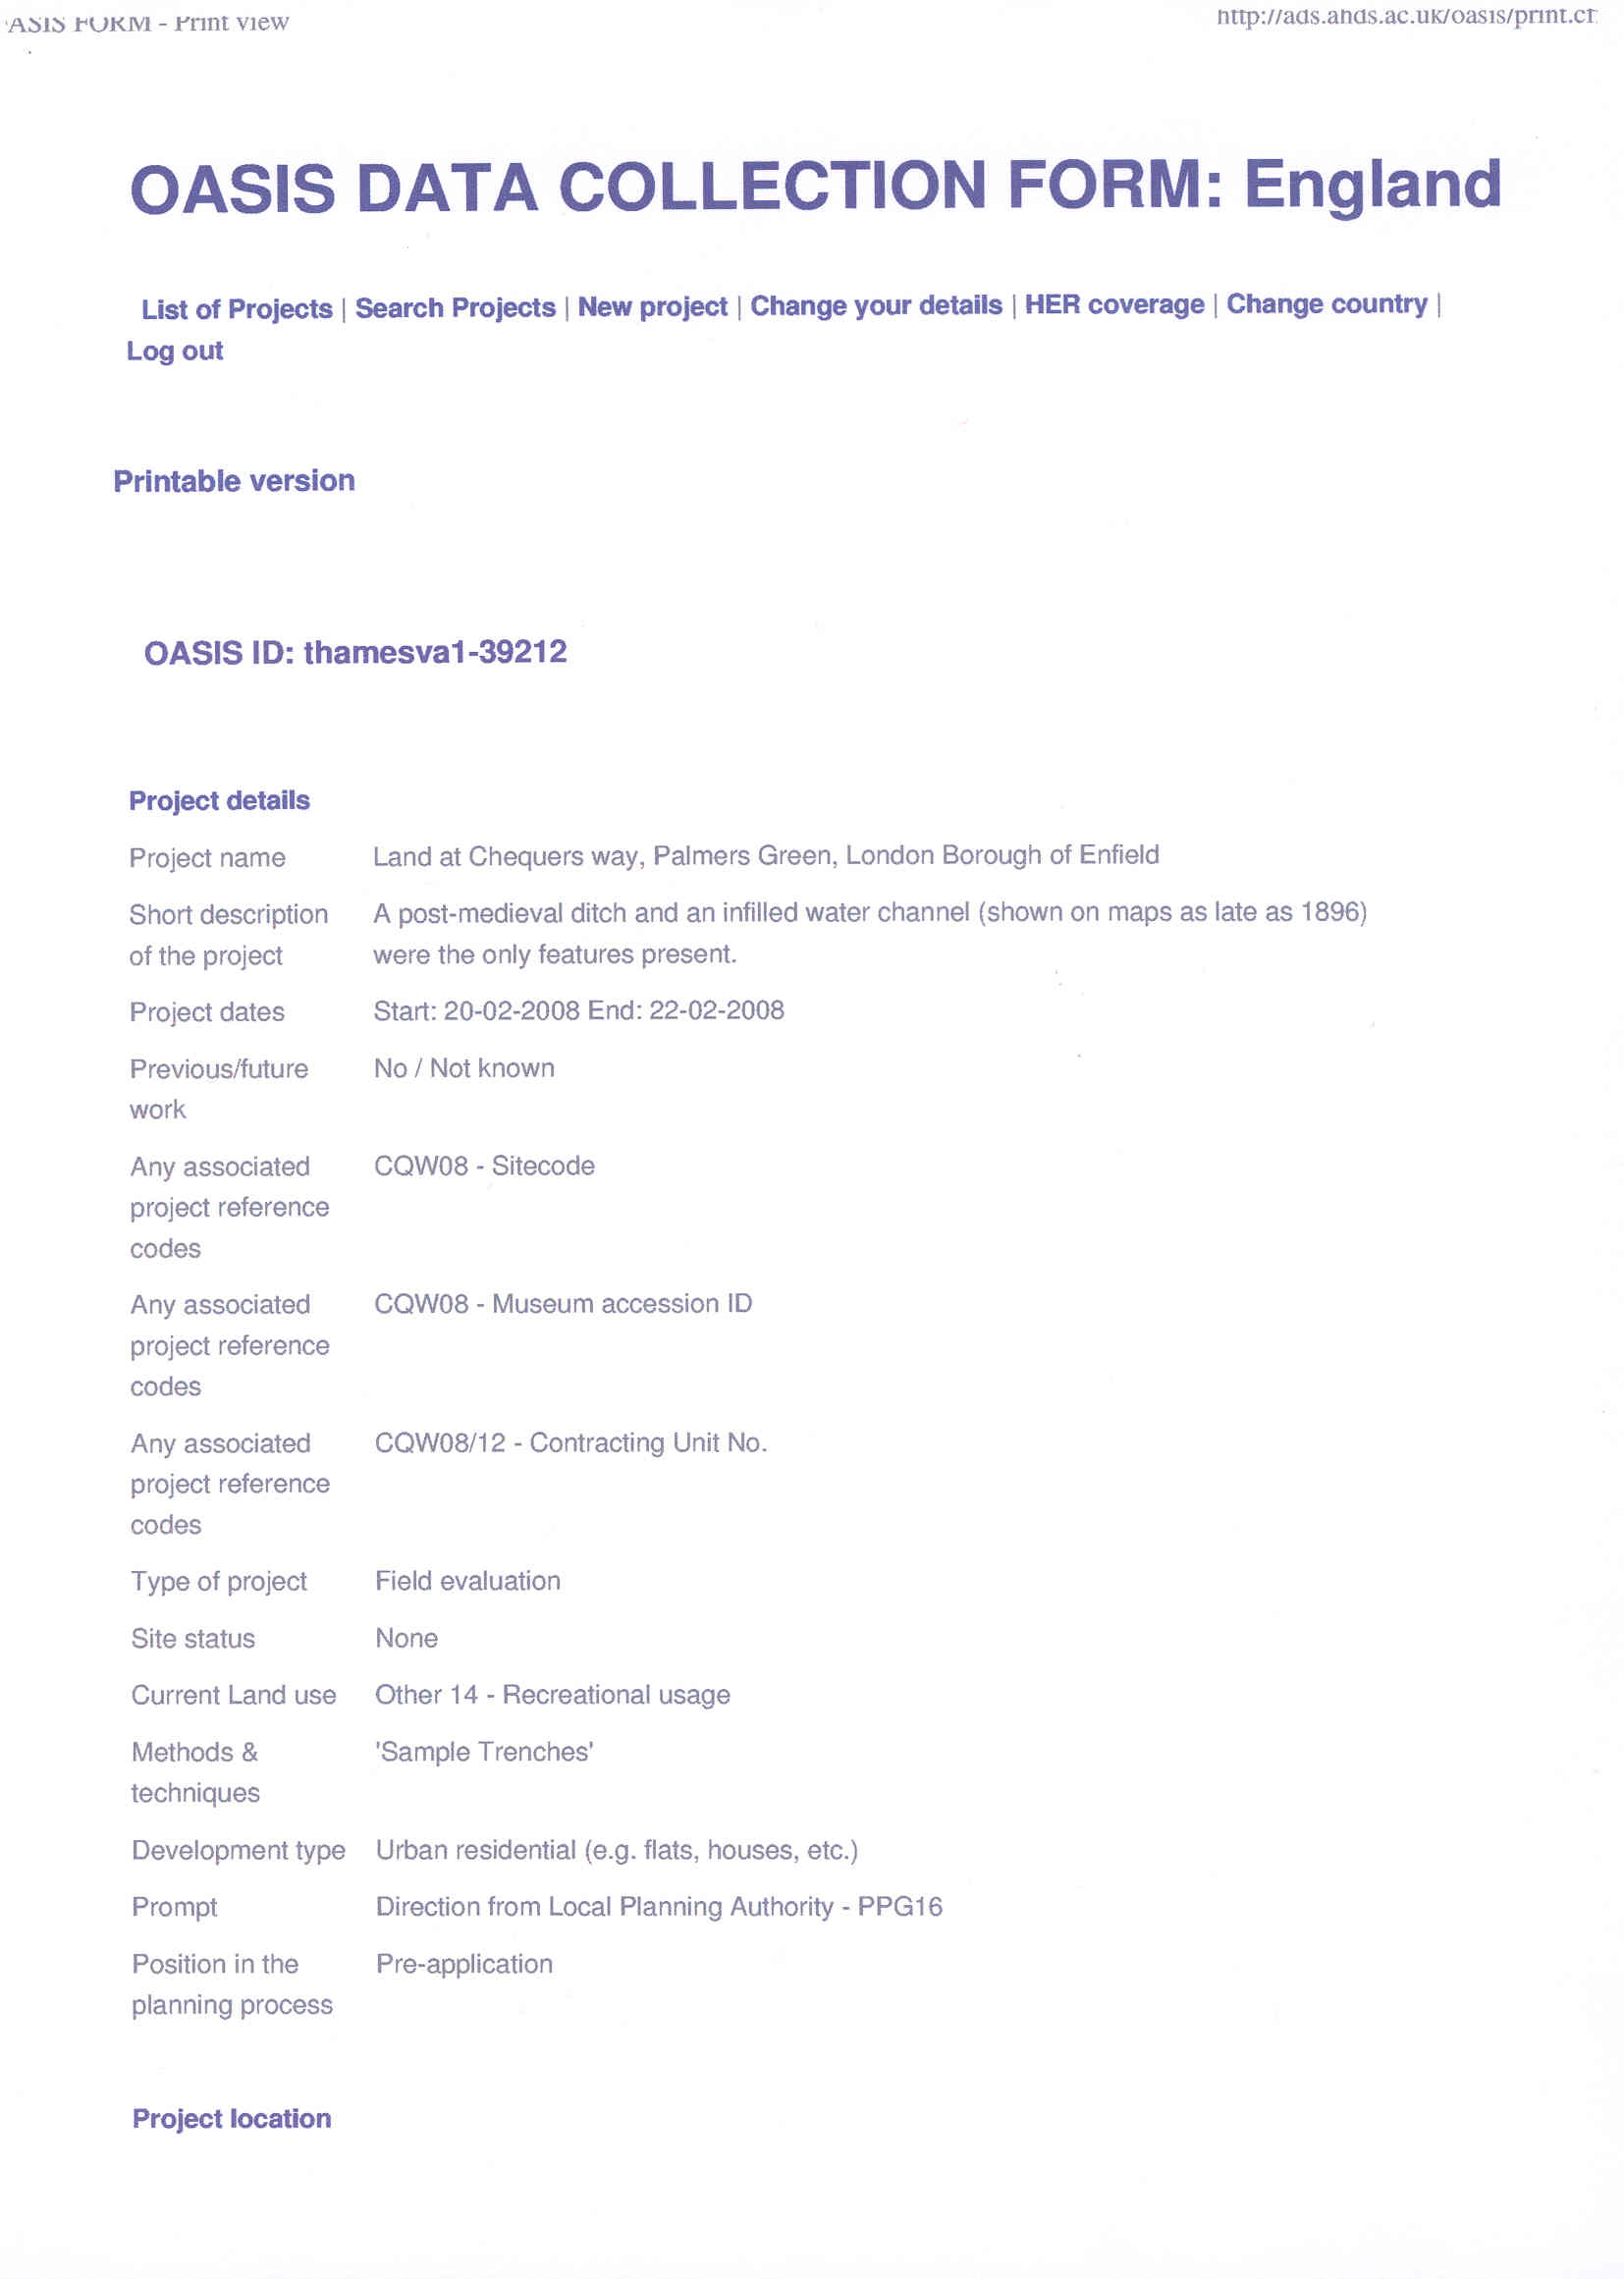 ASIS FORM - Print view
http://ads.ahds.ac.uk/oasis/print.cf
OASIS DATA COLLECTION FORM: England
List of Projects | Search Projects | New project | Change your details | HER coverage | Change country |
Log out
Printable version
OASIS ID: thamesva1-39212
Project details
Project name Land at Chequers way, Palmers Green, London Borough of Enfield
Short description A post-medieval ditch and an infilled water channel (shown on maps as late as 1896)
of the project were the only features present.
Project dates Start: 20-02-2008 End: 22-02-2008
Previous/future No / Not known
work
Any associated CQW08 - Sitecode
project reference
codes
Any associated CQW08 - Museum accession ID
project reference
codes
Any associated CQW08/12 - Contracting Unit No.
project reference
codes
Type of project Field evaluation
Site status None
Current Land use Other 14 - Recreational usage
Methods & 'Sample Trenches'
techniques
Development type Urban residential (e.g. flats, houses, etc.)
Prompt Direction from Local Planning Authority - PPG16
Position in the Pre-application
planning process
Project location